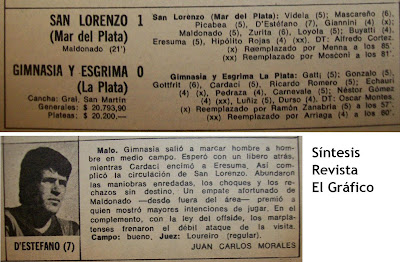 SAN LORENZO 1
(Mar del Plata)
Maldonado (21')
GIMNASIA Y ESGRIMA 0
(La Plata)
Cancha: Gral. San Martín
Generales: $ 20.793,90
Plateas: $ 20.200,—
San Lorenzo (Mar del Plata): Videla (5); Mascareño (6),
Picabea (5), D'Estéfano (7), Giannini (4) (x)
Maldonado (5), Zurita (6), Loyola (5); Buyatti (4),
Eresuma (5), Hipólito Rojas (4) (xx). DT: Alfredo Cortez.
(x) Reemplazado por Menna a los 85'
(xx) Reemplazado por Mosconi a los 81'.
Gimnasia y Esgrima La Plata: Gatti (5); Gonzalo (5),
Gottfrit (6), Cardaci (x), Ricardo Romero (5); Echauri
(4) (x), Pedraza (4), Carnevale (5); Néstor Gómez
(4) (xx), Luñiz (5), Durso (4). DT: Oscar Montes.
(x) Reemplazado por Ramón Zanabria (5) a los 57'
(xx) Reemplazado por Arriaga (4) a los 60'.
Malo. Gimnasia salió a marcar hombre a hom-
bre en medio campo. Esperó con un líbero atrás,
mientras Cardaci encimó a Eresuma. Así com-
plicó la circulación de San Lorenzo. Abundaron
las maniobras enredadas, los choques y los re-
chazos sin destino. Un empate afortunado de
Maldonado —desde fuera del área— premió a
quien mostró mayores intenciones de jugar. En el
complemento, con la ley del offside, los marpla-
tenses frenaron el débil ataque de la visita.
Campo: bueno. Juez: Loureiro (regular).
JUAN CARLOS MORALES
D'ESTEFANO (7)
Síntesis
Revista
El Gráfico